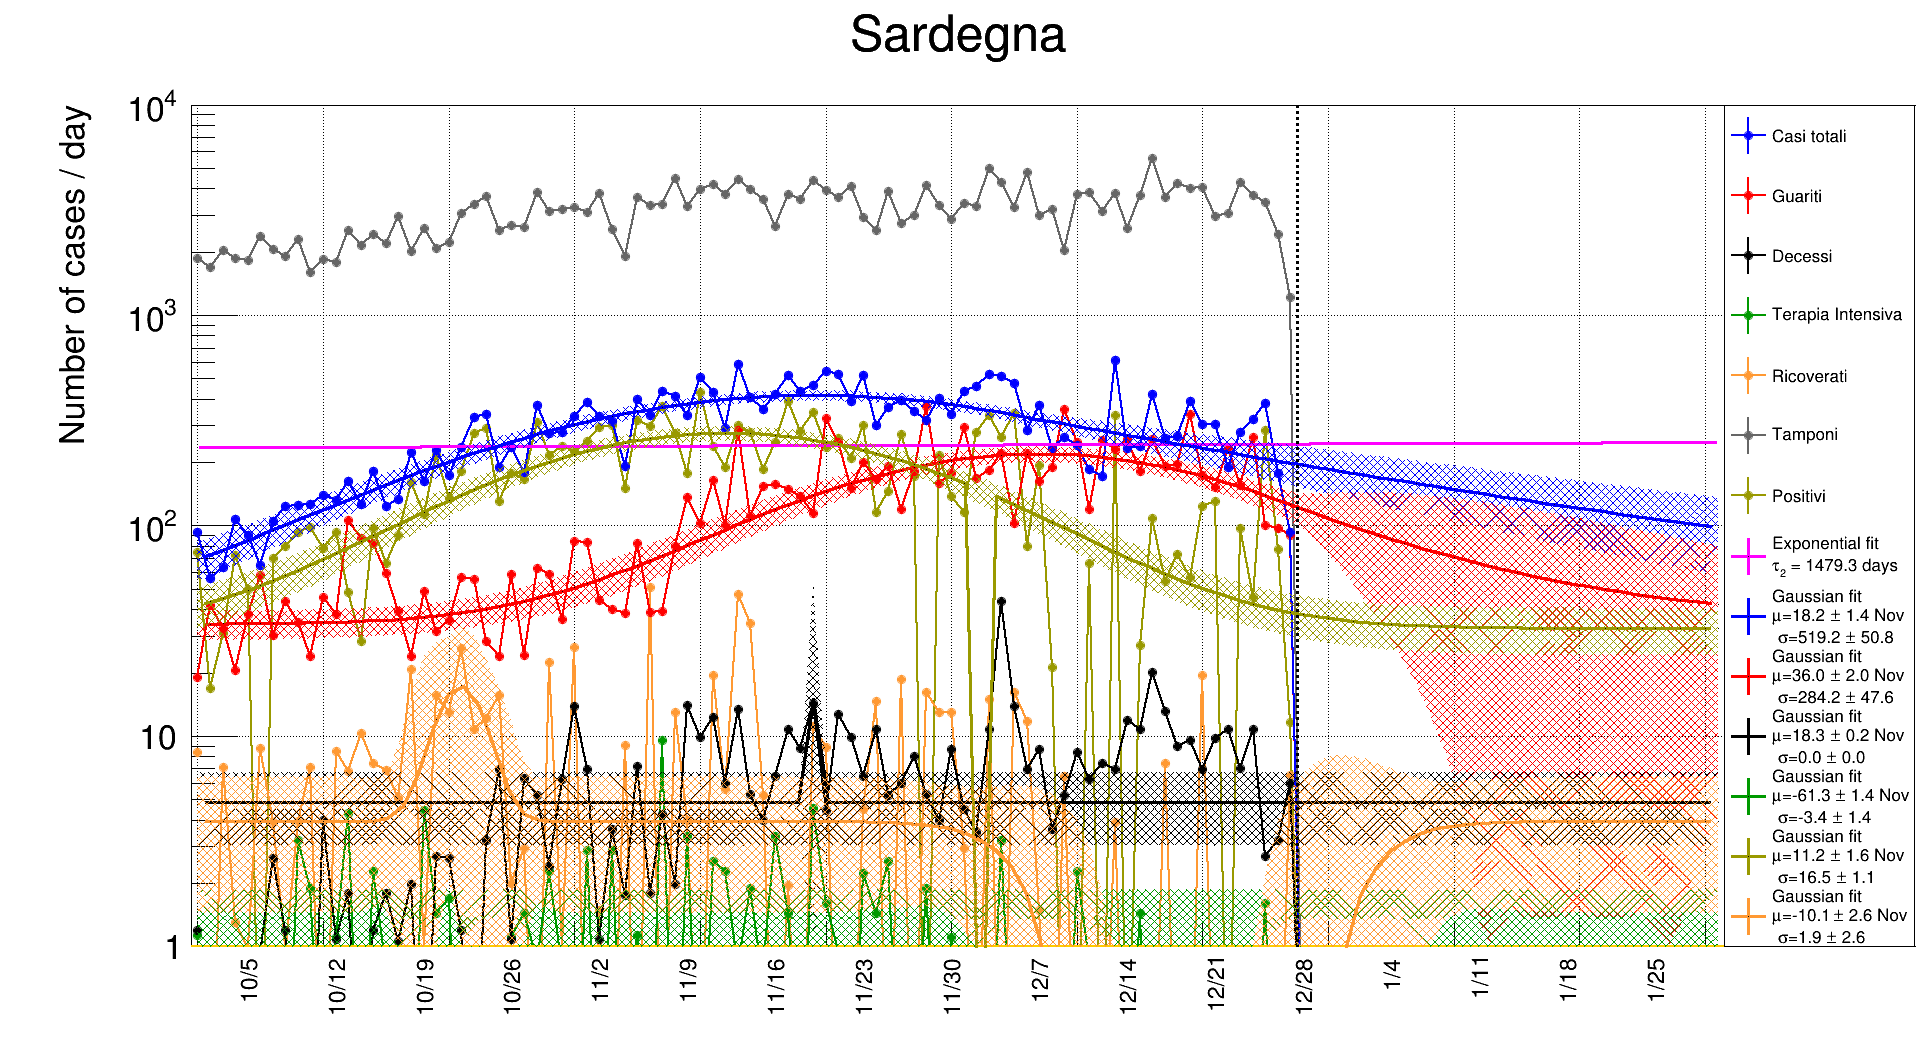 Sardegna
Number of cases / day
10^4
10^3
10^2
10
1
10/5
10/12
10/19
10/26
11/2
11/9
11/16
11/23
11/30
12/7
12/14
12/21
12/28
1/4
1/11
1/18
1/25
Casi totali
Guariti
Decessi
Terapia Intensiva
Ricoverati
Tamponi
Positivi
Exponential fit
τ_2 = 1479.3 days
Gaussian fit
μ=18.2 ± 1.4 Nov
σ=519.2 ± 50.8
Gaussian fit
μ=36.0 ± 2.0 Nov
σ=284.2 ± 47.6
Gaussian fit
μ=18.3 ± 0.2 Nov
σ=0.0 ± 0.0
Gaussian fit
μ=-61.3 ± 1.4 Nov
σ=-3.4 ± 1.4
Gaussian fit
μ=11.2 ± 1.6 Nov
σ=16.5 ± 1.1
Gaussian fit
μ=-10.1 ± 2.6 Nov
σ=1.9 ± 2.6